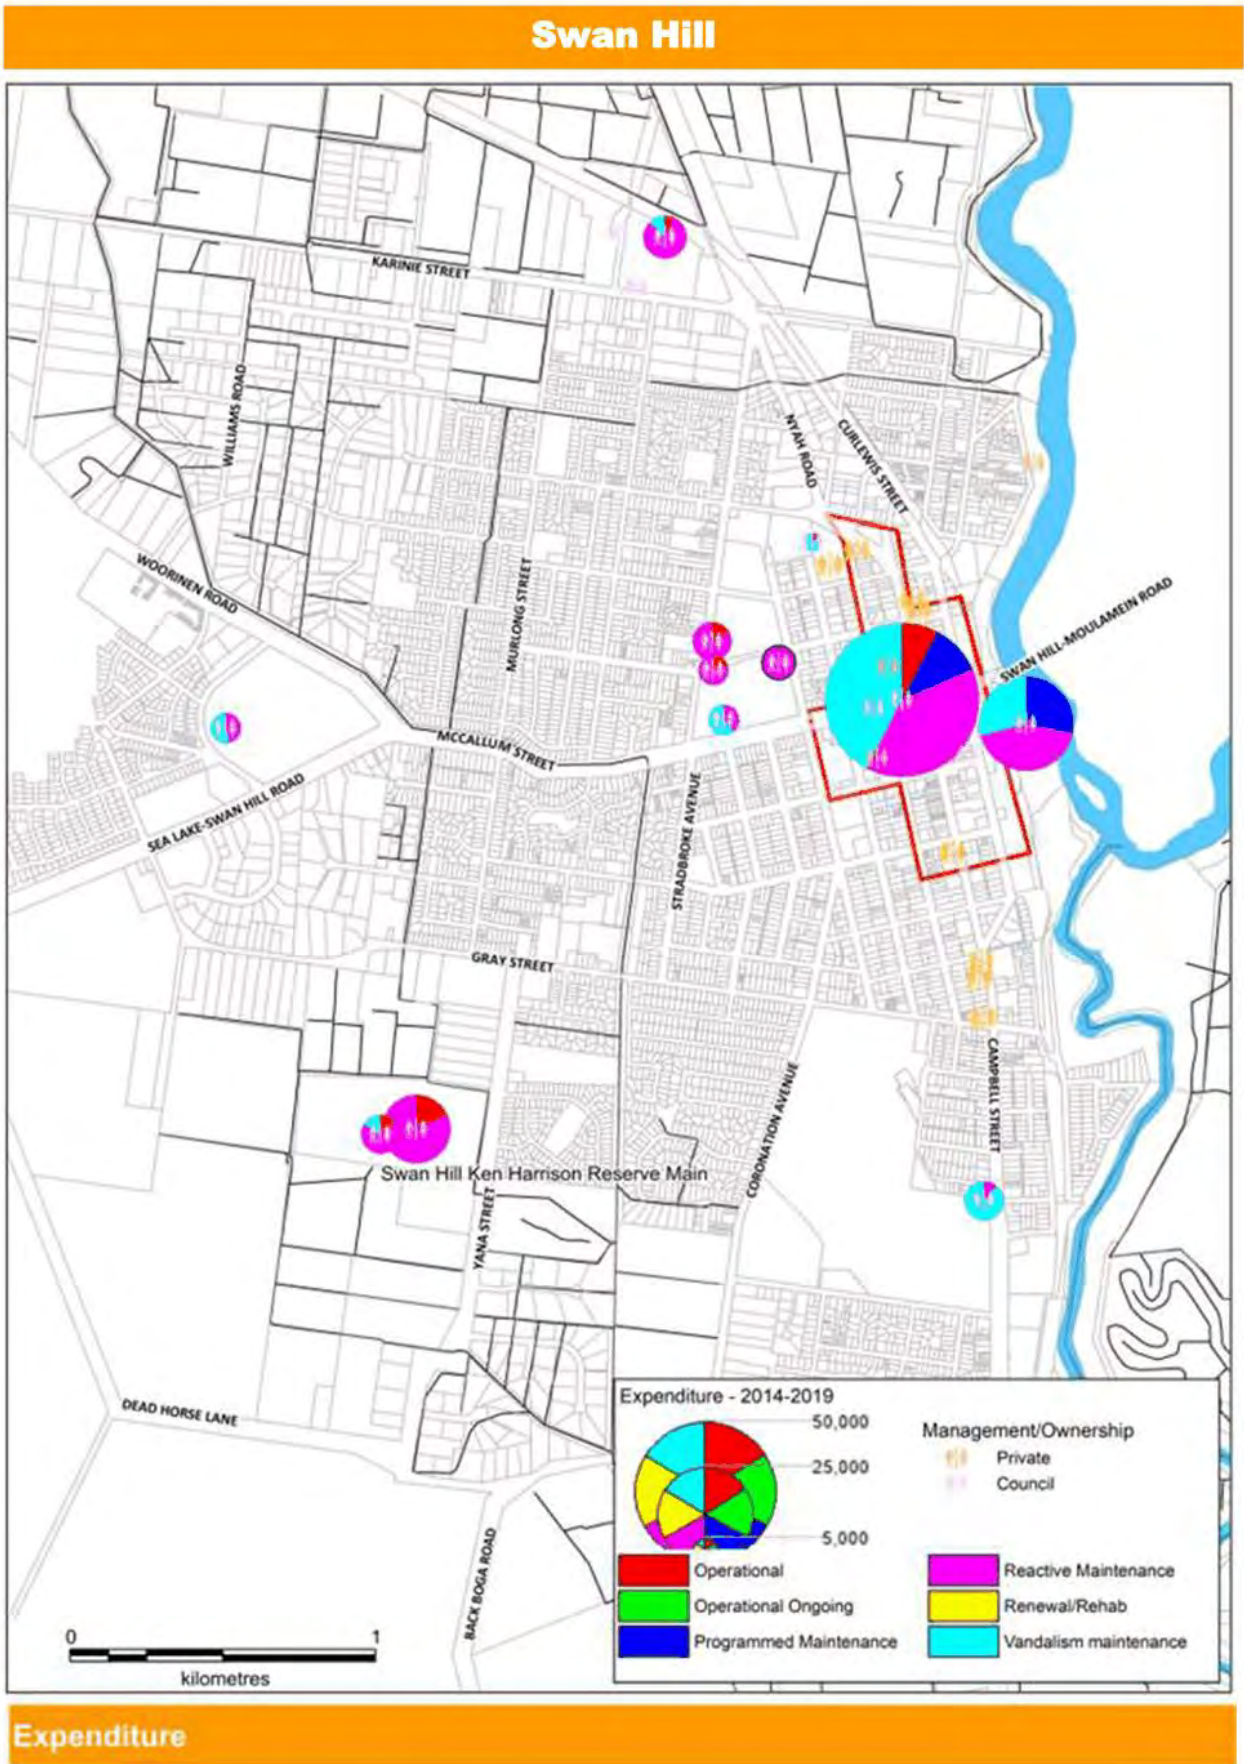 Swan Hill
KARINIE STREET
WILLIAMS ROAD
NYAH ROAD
CURLEWIS STREET
WOORINEN ROAD
MURLONG STREET
SWAN HILL-MOULAMEIN ROAD
MCCALLUM STREET
SEA LAKE-SWAN HILL ROAD
STRADBROKE AVENUE
GRAY STREET
CAMPBELL STREET
CORONATION AVENUE
Swan Hill Ken Harrison Reserve Main
YANA STREET
DEAD HORSE LANE
BACK BOGA ROAD
Expenditure - 2014-2019
50,000
25,000
5,000
Management/Ownership
Private
Council
Operational
Operational Ongoing
Programmed Maintenance
Reactive Maintenance
Renewal/Rehab
Vandalism maintenance
0 1
kilometres
Expenditure